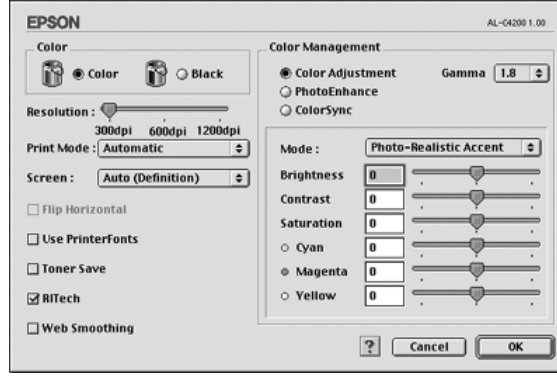 EPSON
AL-C4200 1.00
Color
Color
Black
Resolution :
300dpi 600dpi 1200dpi
Print Mode : Automatic
Screen : Auto (Definition)
Flip Horizontal
Use PrinterFonts
Toner Save
RITech
Web Smoothing
Color Management
Color Adjustment
Gamma 1.8
PhotoEnhance
ColorSync
Mode : Photo-Realistic Accent
Brightness 0
Contrast 0
Saturation 0
Cyan 0
Magenta 0
Yellow 0
? Cancel OK